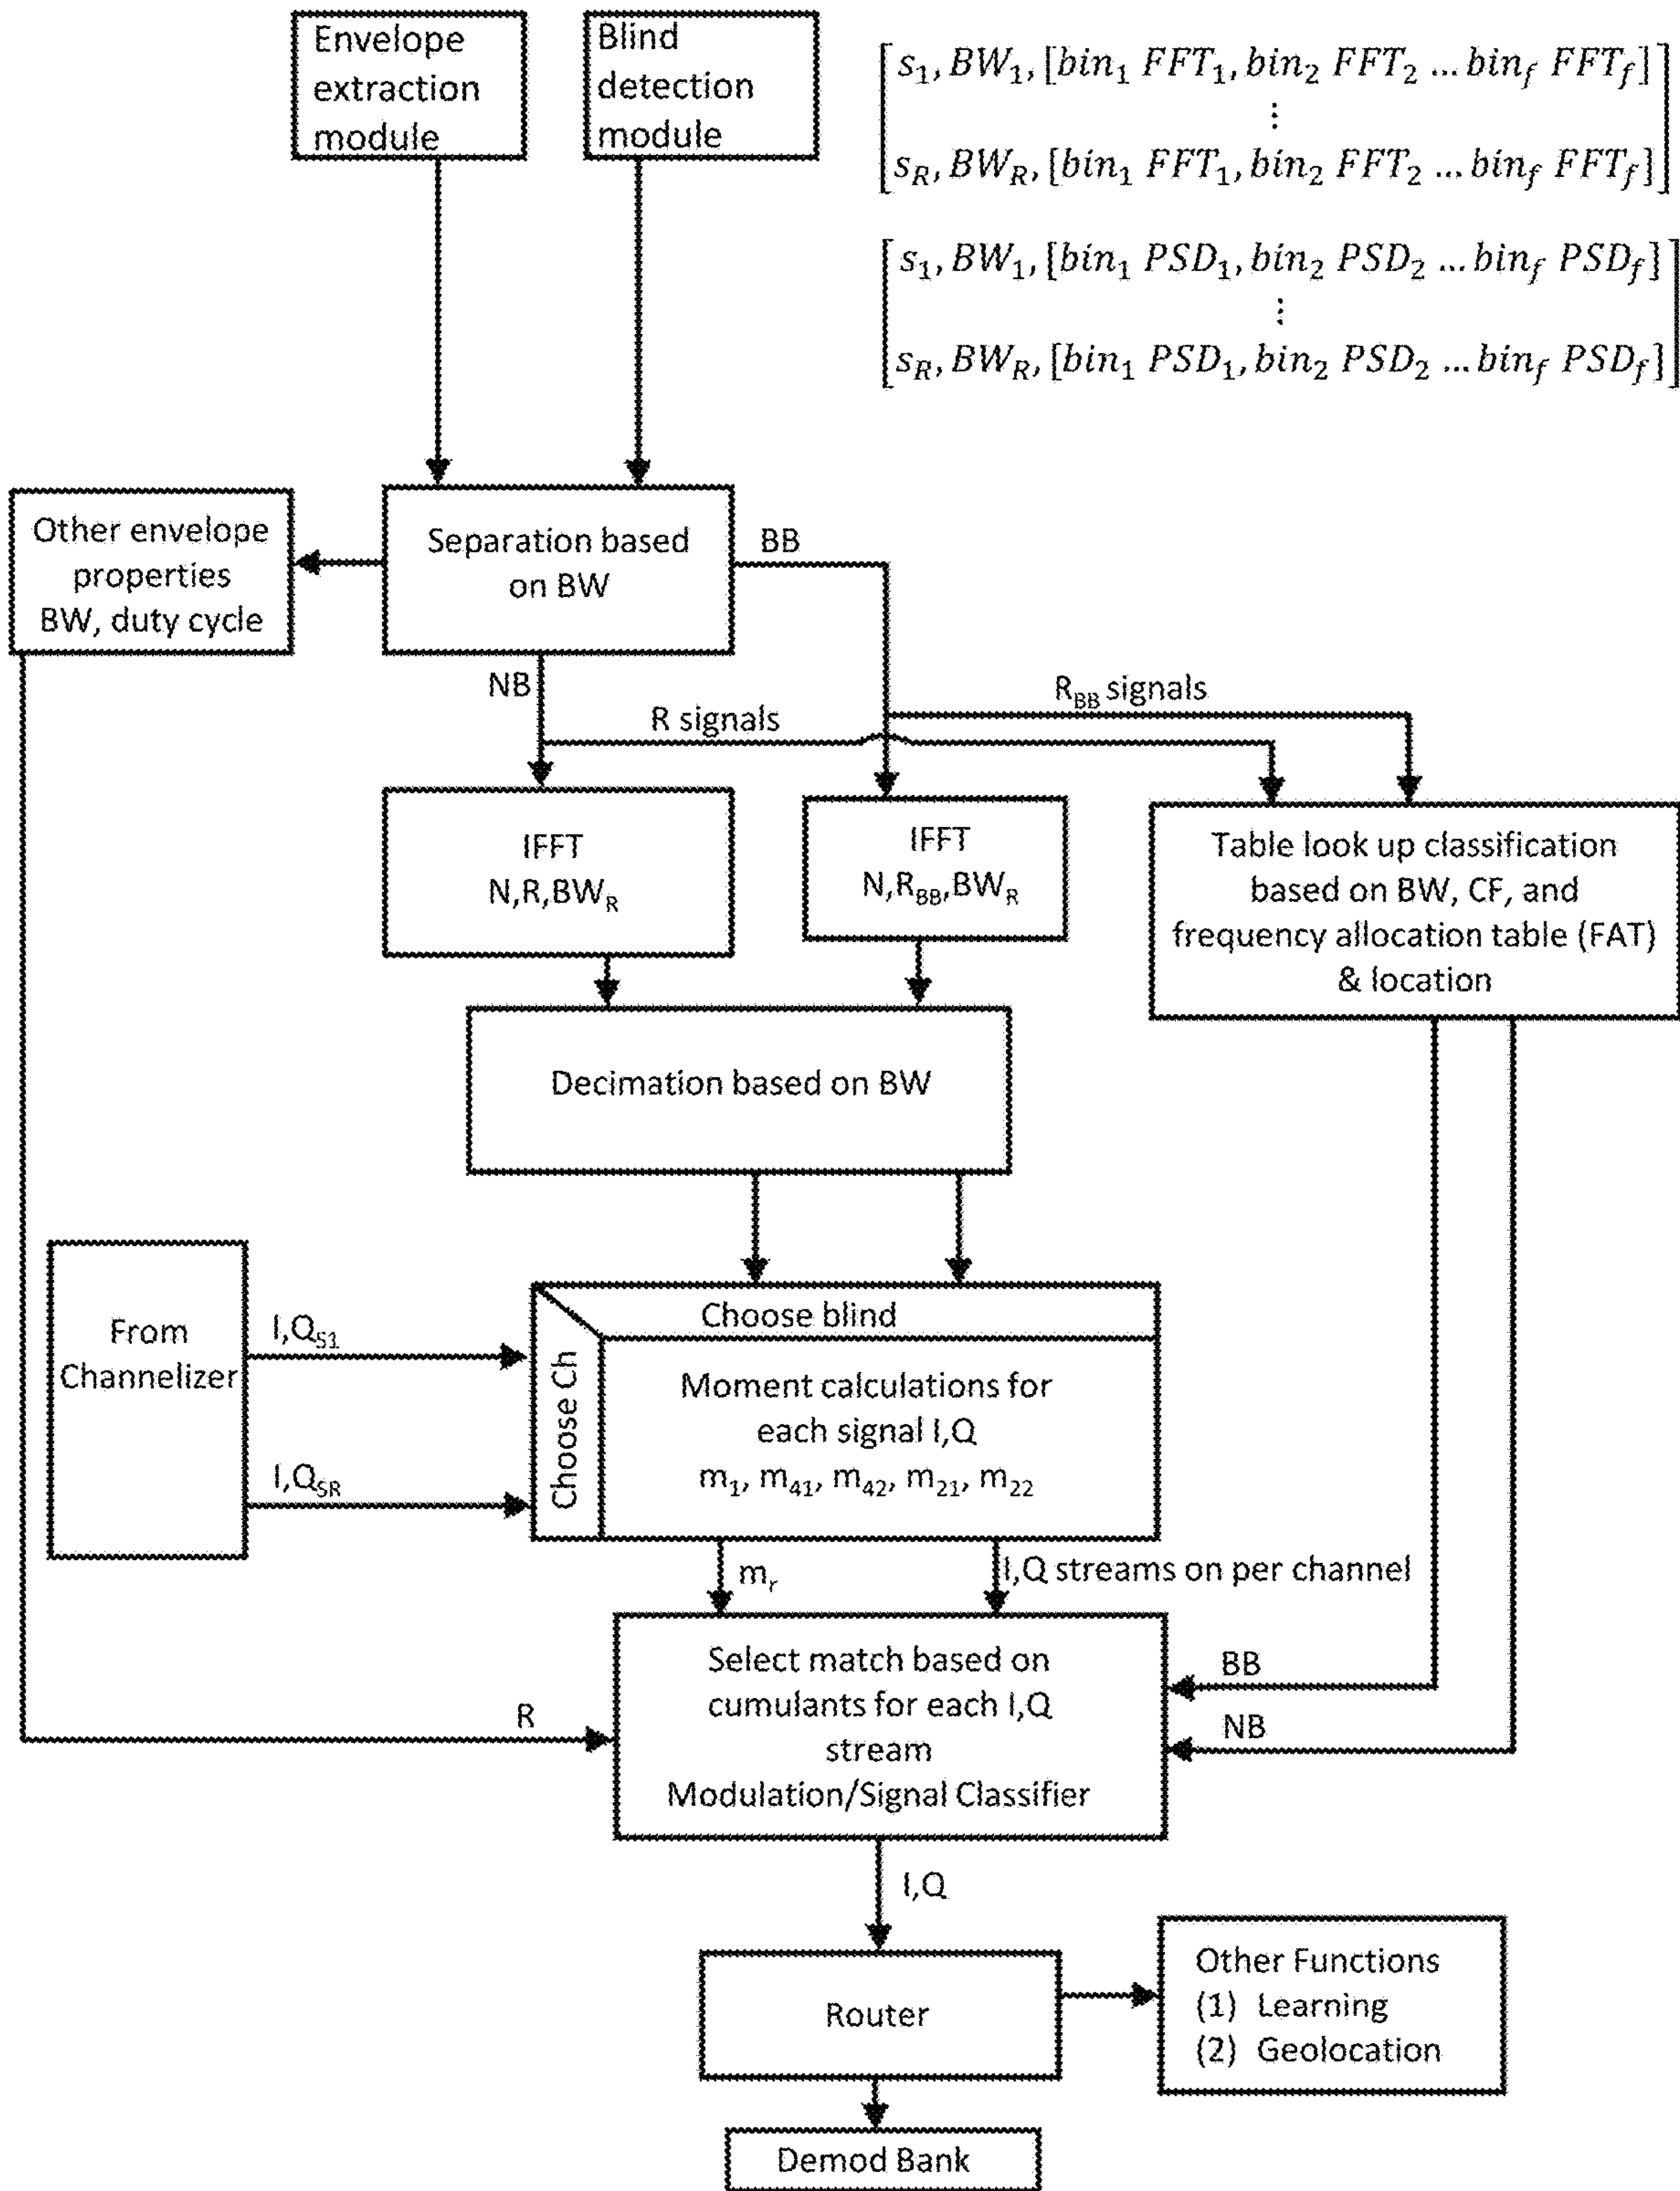 Envelope
extraction
module
Blind
detection
module
[s₁, BW₁, [bin₁ FFT₁, bin₂ FFT₂ ... bin_f FFT_f]
⋮
s_R, BW_R, [bin₁ FFT₁, bin₂ FFT₂ ... bin_f FFT_f]]
[s₁, BW₁, [bin₁ PSD₁, bin₂ PSD₂ ... bin_f PSD_f]
⋮
s_R, BW_R, [bin₁ PSD₁, bin₂ PSD₂ ... bin_f PSD_f]]
Other envelope
properties
BW, duty cycle
Separation based
on BW
BB
NB
R_BB signals
R signals
IFFT
N,R,BW_R
IFFT
N,R_BB,BW_R
Table look up classification
based on BW, CF, and
frequency allocation table (FAT)
& location
Decimation based on BW
From
Channelizer
I,Q_S1
I,Q_SR
Choose blind
Choose Ch
Moment calculations for
each signal I,Q
m₁, m₄₁, m₄₂, m₂₁, m₂₂
m_r
I,Q streams on per channel
Select match based on
cumulants for each I,Q
stream
Modulation/Signal Classifier
R
BB
NB
I,Q
Router
Other Functions
(1) Learning
(2) Geolocation
Demod Bank